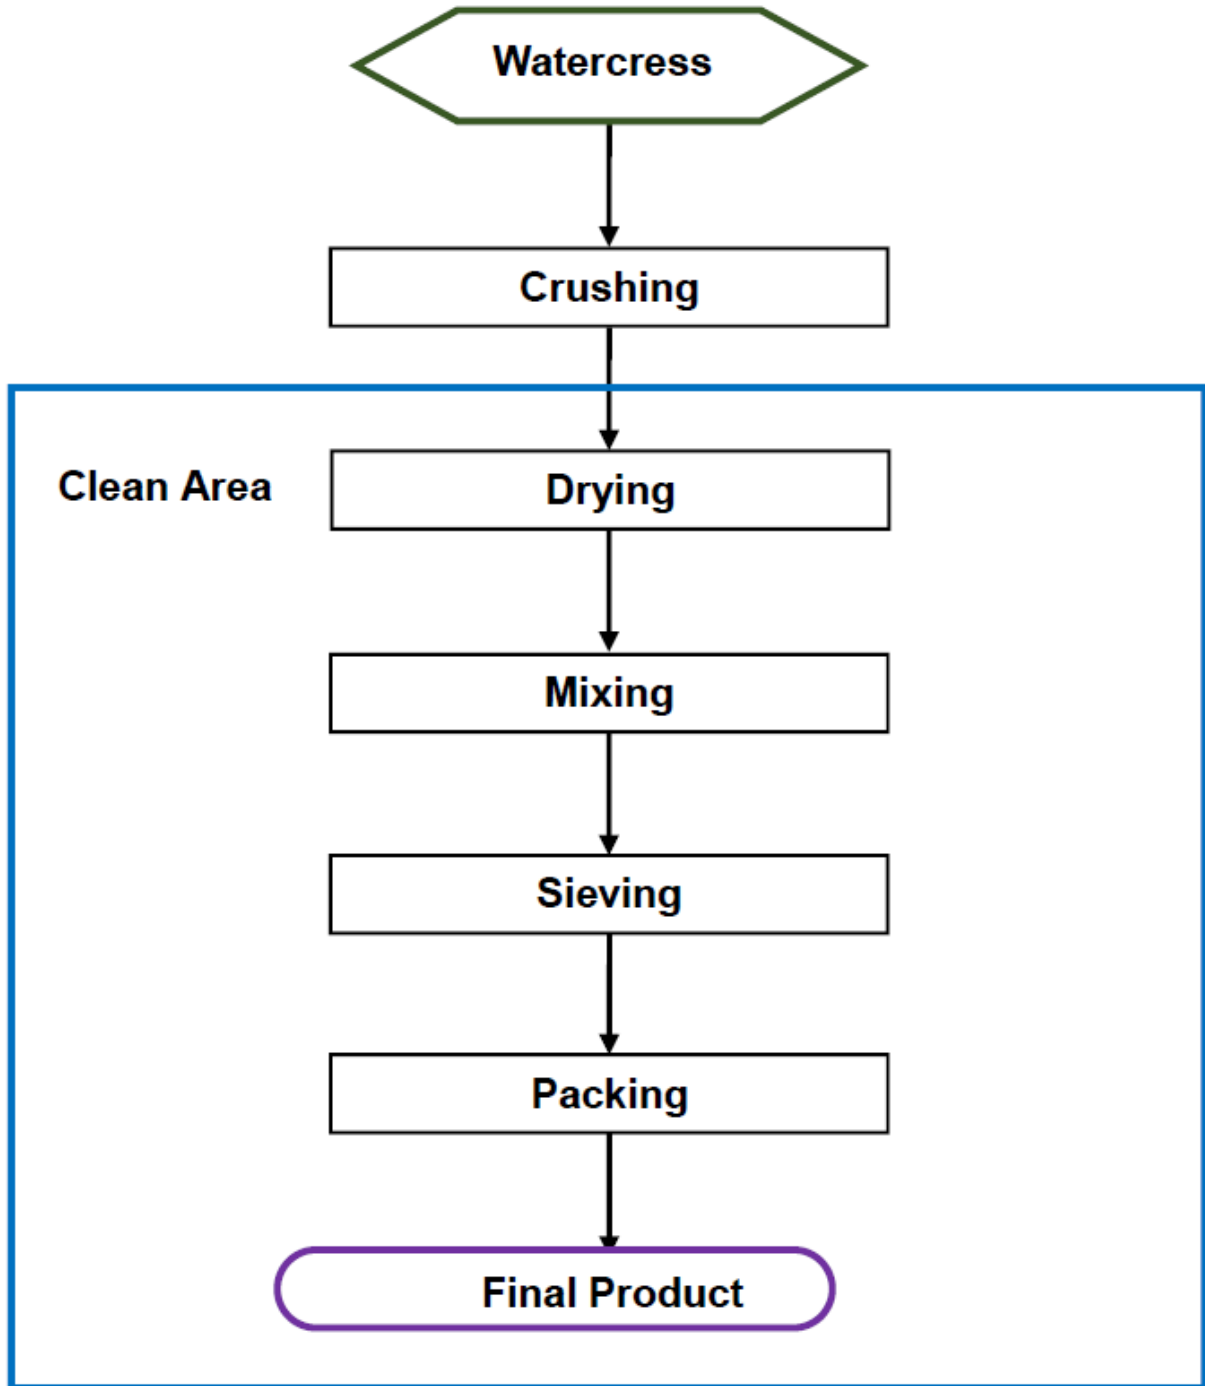 Watercress
Crushing
Clean Area
Drying
Mixing
Sieving
Packing
Final Product